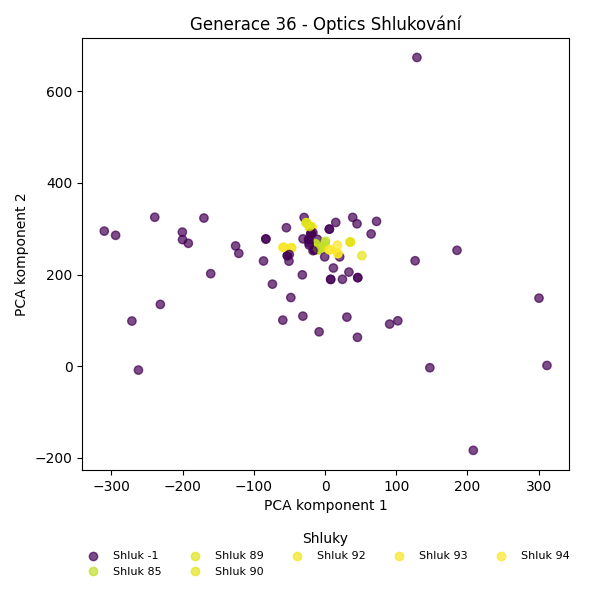 Generace 36 - Optics Shlukování
PCA komponent 2
600
400
200
0
−200
−300
−200
−100
0
100
200
300
PCA komponent 1
Shluky
Shluk -1
Shluk 89
Shluk 92
Shluk 93
Shluk 94
Shluk 85
Shluk 90